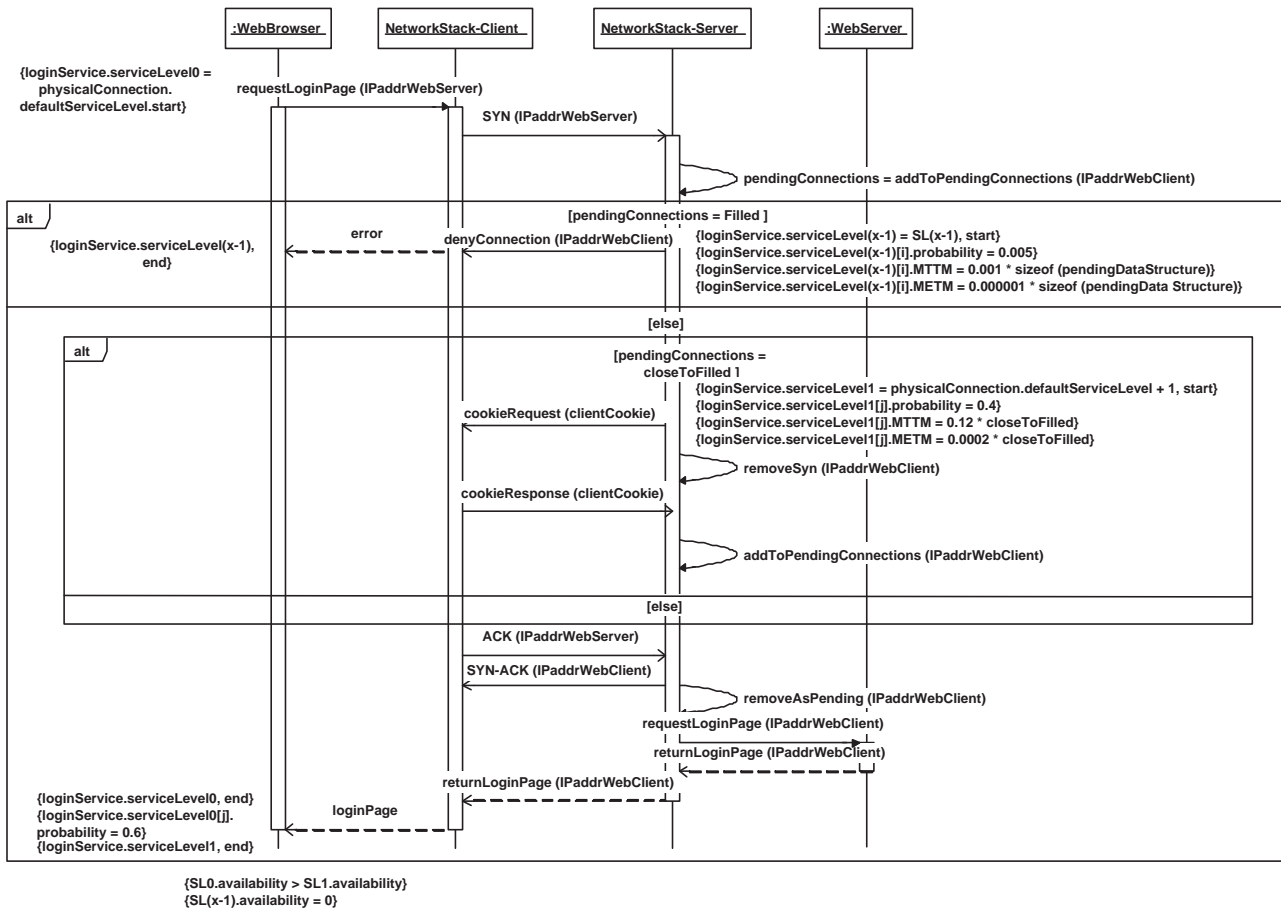 :WebBrowser
NetworkStack-Client
NetworkStack-Server
:WebServer
{loginService.serviceLevel0 =
physicalConnection.
defaultServiceLevel.start}
requestLoginPage (IPaddrWebServer)
SYN (IPaddrWebServer)
pendingConnections = addToPendingConnections (IPaddrWebClient)
alt
[pendingConnections = Filled ]
{loginService.serviceLevel(x-1),
end}
error
denyConnection (IPaddrWebClient)
{loginService.serviceLevel(x-1) = SL(x-1), start}
{loginService.serviceLevel(x-1)[i].probability = 0.005}
{loginService.serviceLevel(x-1)[i].MTTM = 0.001 * sizeof (pendingDataStructure)}
{loginService.serviceLevel(x-1)[i].METM = 0.000001 * sizeof (pendingData Structure)}
[else]
alt
[pendingConnections =
closeToFilled ]
{loginService.serviceLevel1 = physicalConnection.defaultServiceLevel + 1, start}
{loginService.serviceLevel1[j].probability = 0.4}
{loginService.serviceLevel1[j].MTTM = 0.12 * closeToFilled}
{loginService.serviceLevel1[j].METM = 0.0002 * closeToFilled}
cookieRequest (clientCookie)
removeSyn (IPaddrWebClient)
cookieResponse (clientCookie)
addToPendingConnections (IPaddrWebClient)
[else]
ACK (IPaddrWebServer)
SYN-ACK (IPaddrWebClient)
removeAsPending (IPaddrWebClient)
requestLoginPage (IPaddrWebClient)
returnLoginPage (IPaddrWebClient)
returnLoginPage (IPaddrWebClient)
loginPage
{loginService.serviceLevel0, end}
{loginService.serviceLevel0[j].
probability = 0.6}
{loginService.serviceLevel1, end}
{SL0.availability > SL1.availability}
{SL(x-1).availability = 0}